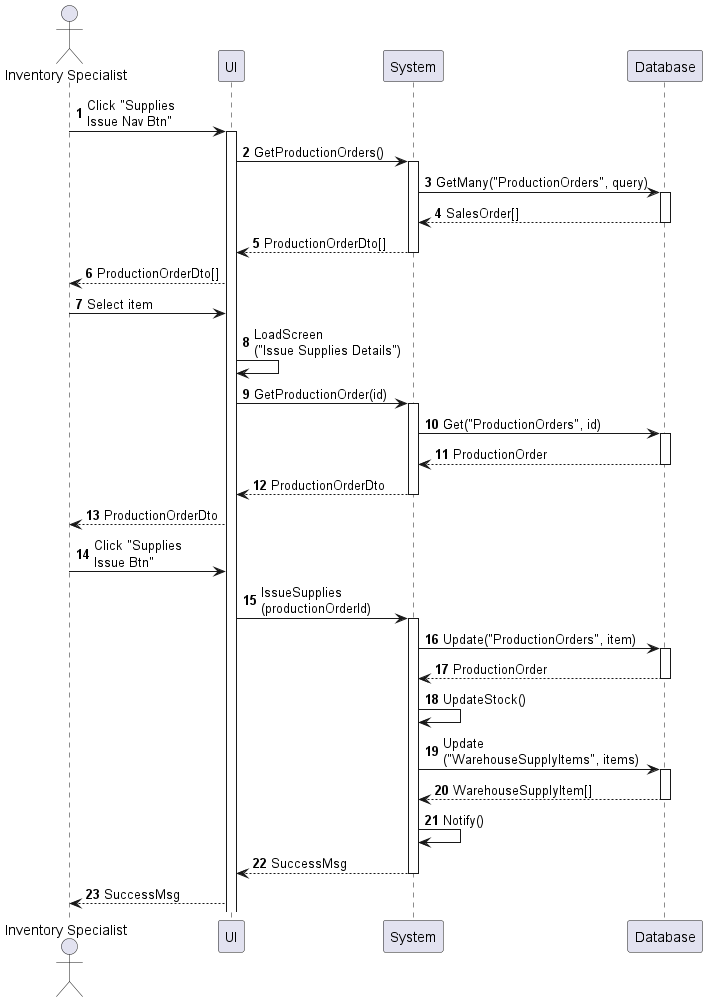 Inventory Specialist
UI
System
Database
1 Click "Supplies
Issue Nav Btn"
2 GetProductionOrders()
3 GetMany("ProductionOrders", query)
4 SalesOrder[]
5 ProductionOrderDto[]
6 ProductionOrderDto[]
7 Select item
8 LoadScreen
("Issue Supplies Details")
9 GetProductionOrder(id)
10 Get("ProductionOrders", id)
11 ProductionOrder
12 ProductionOrderDto
13 ProductionOrderDto
14 Click "Supplies
Issue Btn"
15 IssueSupplies
(productionOrderId)
16 Update("ProductionOrders", item)
17 ProductionOrder
18 UpdateStock()
19 Update
("WarehouseSupplyItems", items)
20 WarehouseSupplyItem[]
21 Notify()
22 SuccessMsg
23 SuccessMsg
Inventory Specialist
UI
System
Database